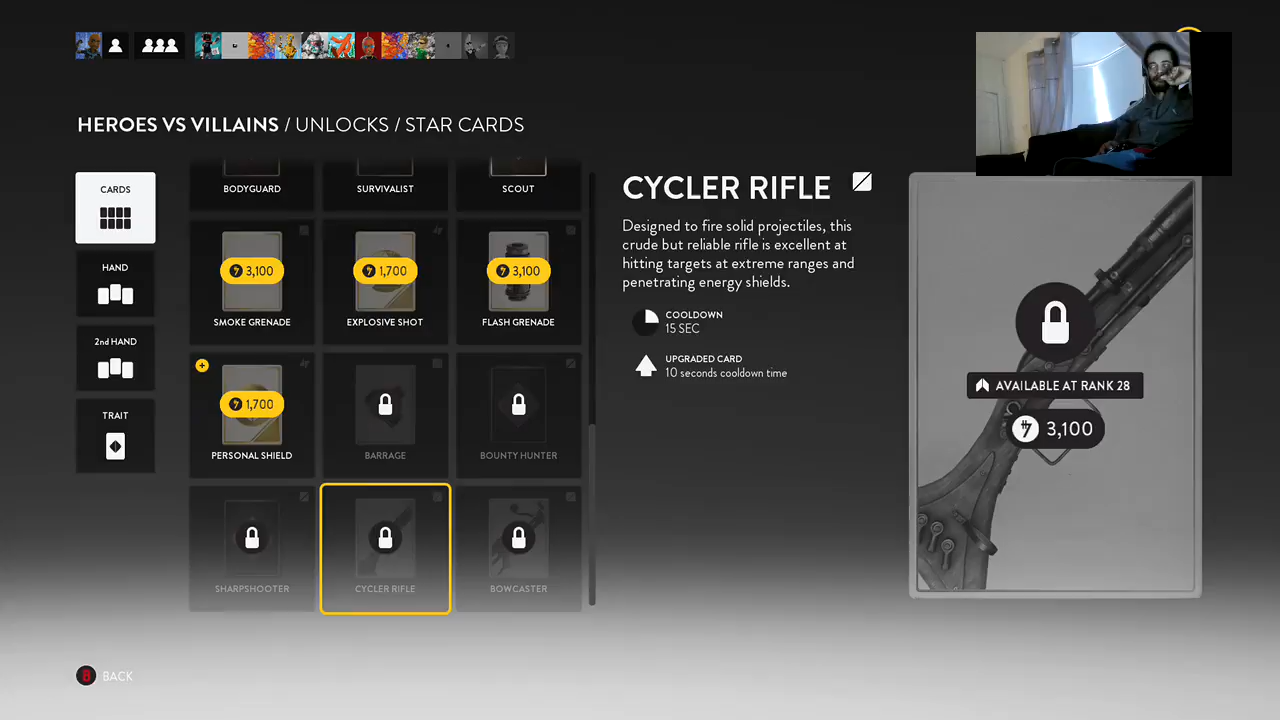 HEROES VS VILLAINS / UNLOCKS / STAR CARDS
CARDS
HAND
2nd HAND
TRAIT
BODYGUARD
SURVIVALIST
SCOUT
3,100
SMOKE GRENADE
1,700
EXPLOSIVE SHOT
3,100
FLASH GRENADE
1,700
PERSONAL SHIELD
BARRAGE
BOUNTY HUNTER
SHARPSHOOTER
CYCLER RIFLE
BOWCASTER
CYCLER RIFLE
Designed to fire solid projectiles, this
crude but reliable rifle is excellent at
hitting targets at extreme ranges and
penetrating energy shields.
COOLDOWN
15 SEC
UPGRADED CARD
10 seconds cooldown time
AVAILABLE AT RANK 28
3,100
B BACK